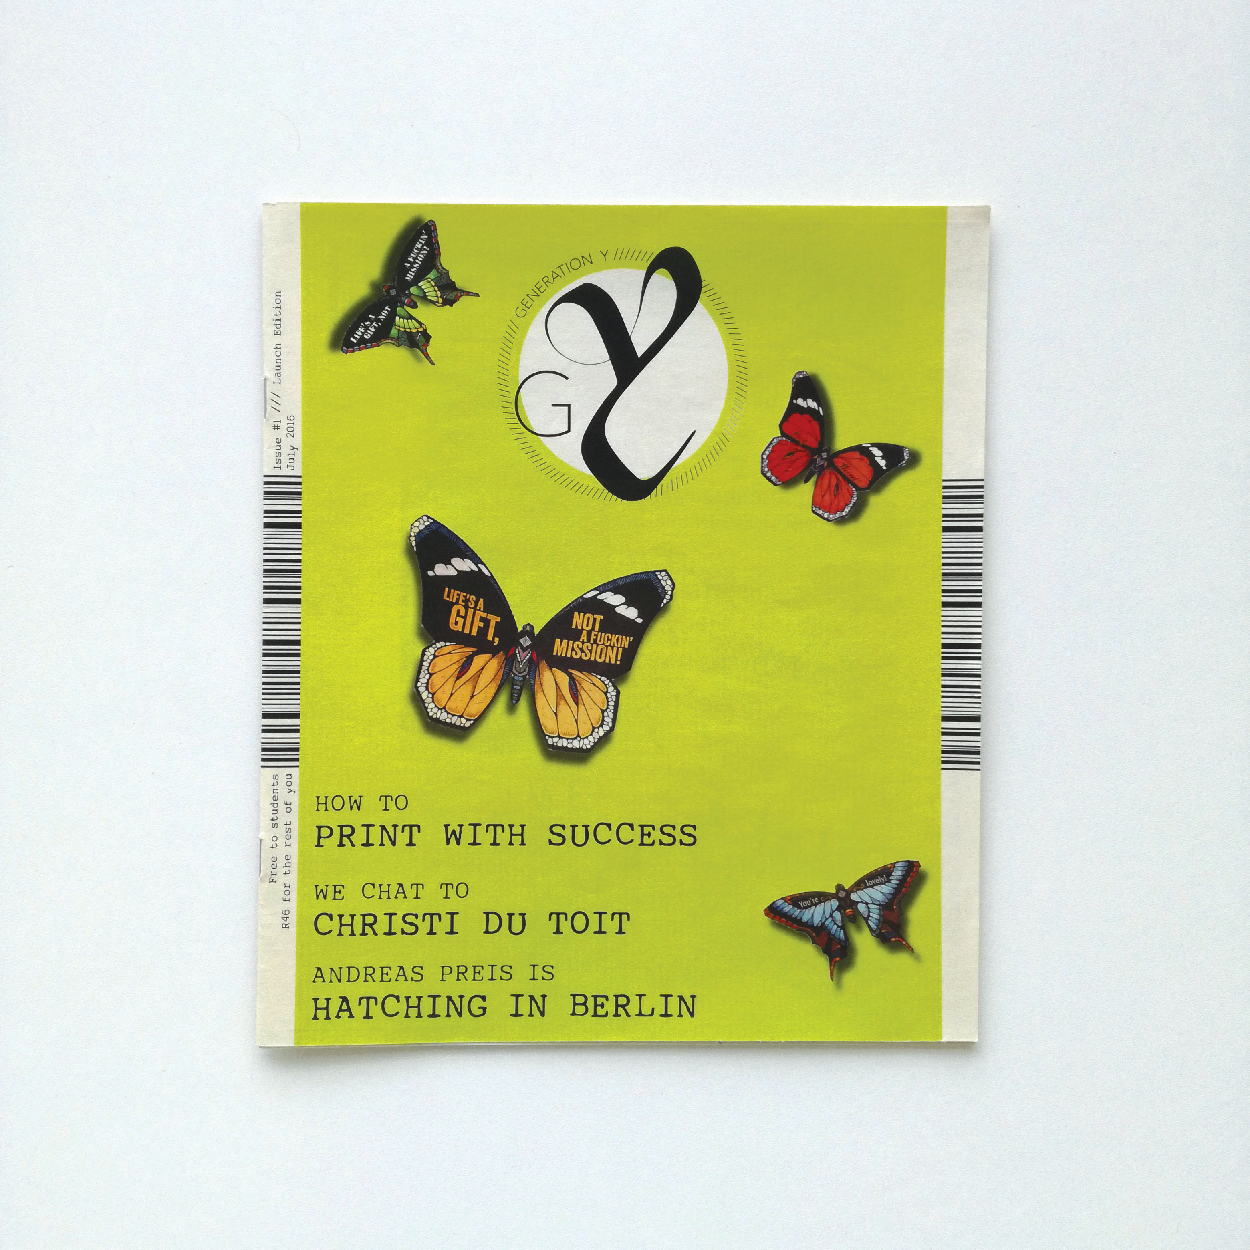 Issue #1 /// Launch Edition
July 2016
Free to students
R46 for the rest of you
A FUCKIN'
MISSION!
LIFE'S A
GIFT, NOT
GENERATION Y
G
Y
LIFE'S A
GIFT,
NOT
A FUCKIN'
MISSION!
HOW TO
PRINT WITH SUCCESS
WE CHAT TO
CHRISTI DU TOIT
ANDREAS PREIS IS
HATCHING IN BERLIN
You're
lovely!